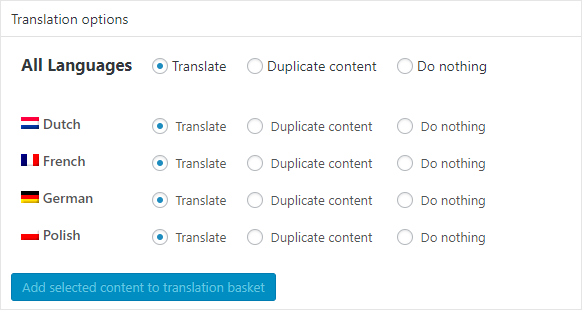 Translation options
All Languages Translate Duplicate content Do nothing
Dutch Translate Duplicate content Do nothing
French Translate Duplicate content Do nothing
German Translate Duplicate content Do nothing
Polish Translate Duplicate content Do nothing
Add selected content to translation basket